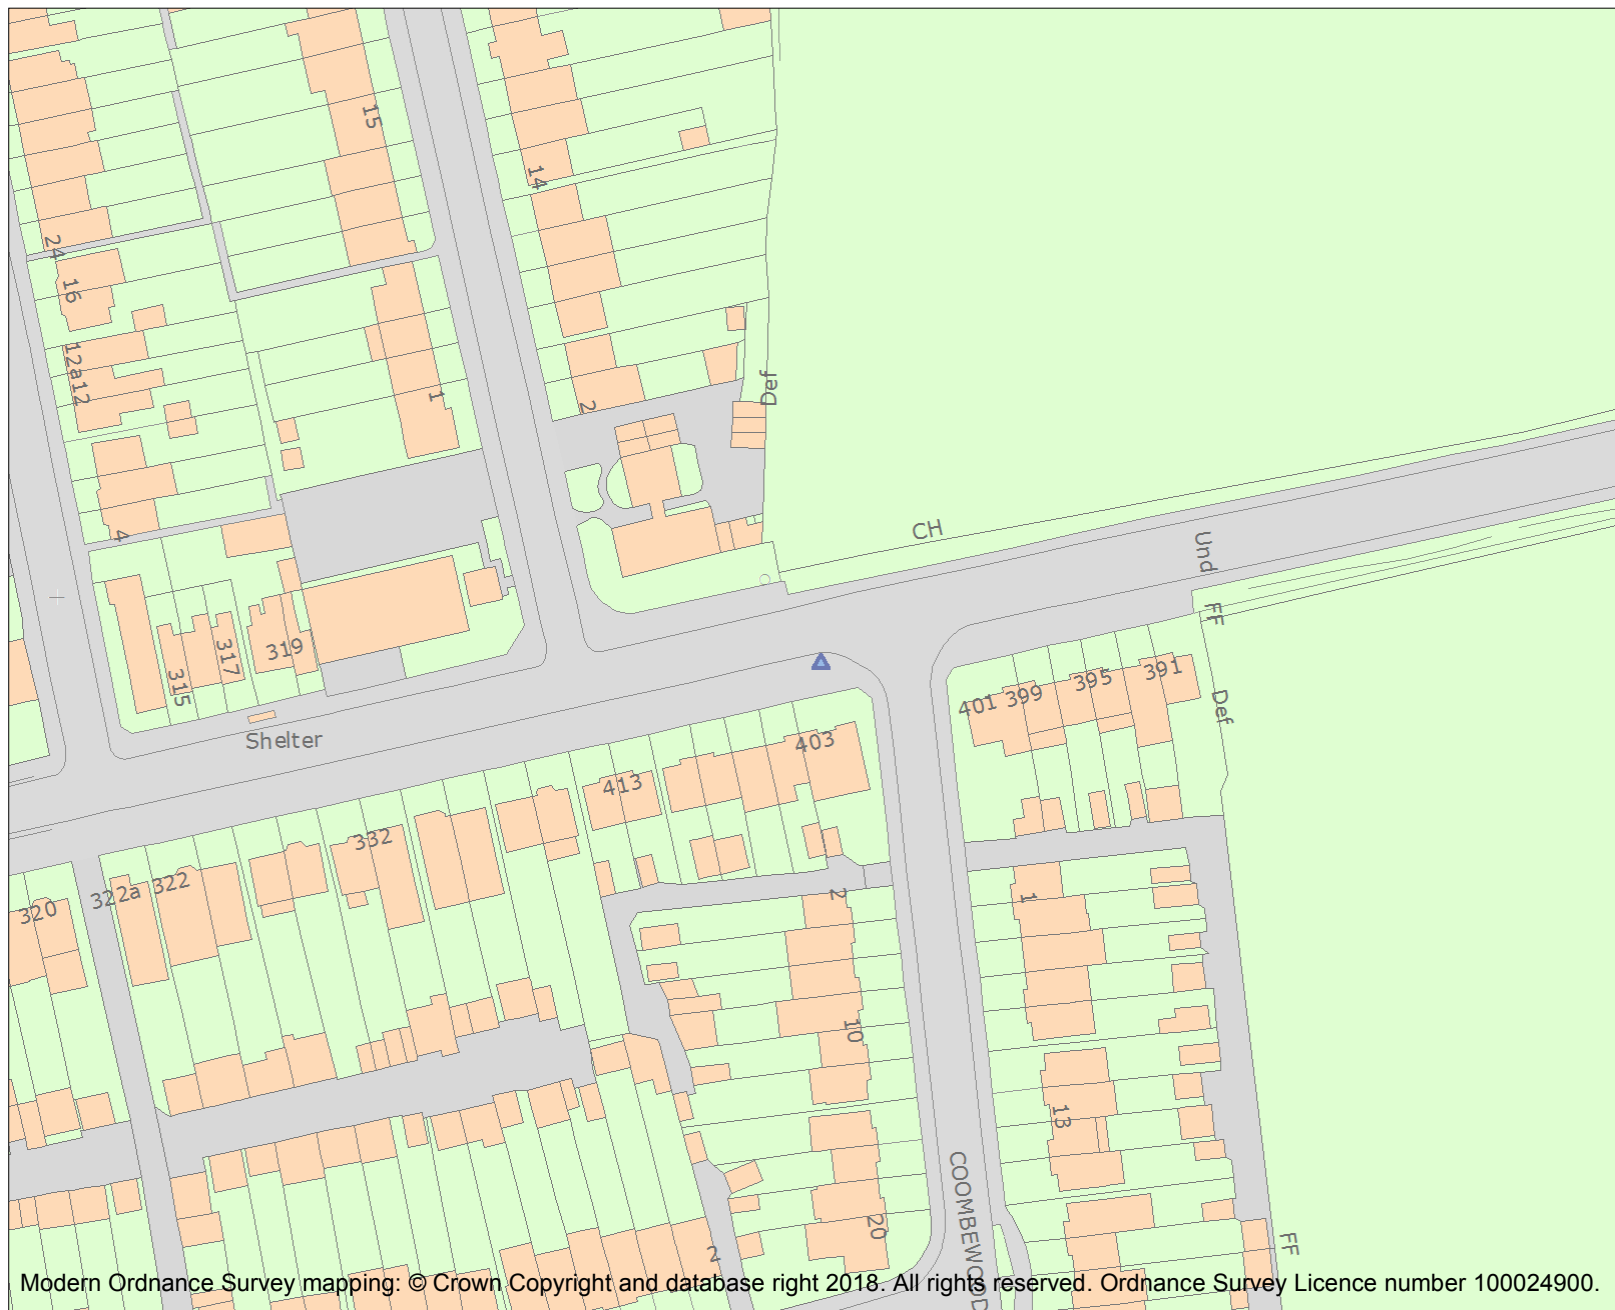 15
14
24
16
12a12
1
2
Def
4
CH
Und
FF
315
317
319
Shelter
401
399
395
391
Def
403
413
332
322a
322
320
2
1
10
13
20
2
COOMBEWOOD
FF
Modern Ordnance Survey mapping: © Crown Copyright and database right 2018. All rights reserved. Ordnance Survey Licence number 100024900.